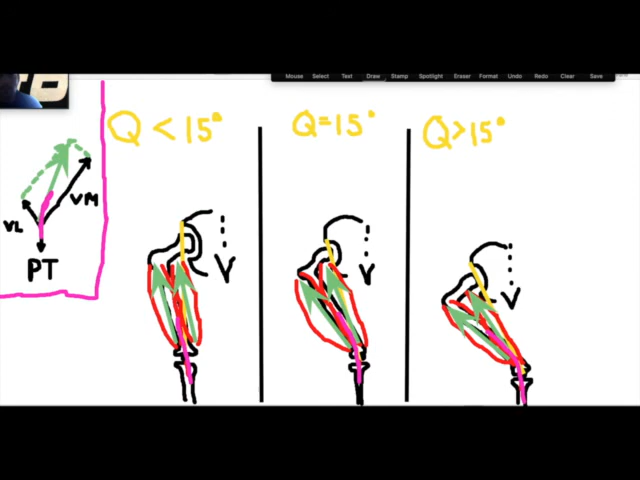 Mouse Select Text Draw Stamp Spotlight Eraser Format Undo Redo Clear Save
Q < 15°
Q=15°
Q>15°
VL
VM
PT